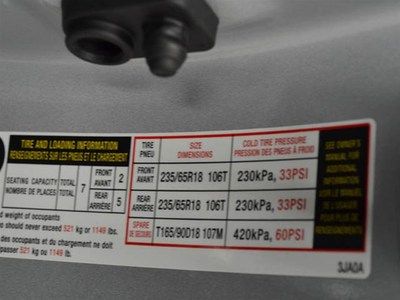 TIRE AND LOADING INFORMATION
RENSEIGNEMENTS SUR LES PNEUS ET LE CHARGEMENT
SEATING CAPACITY TOTAL 7 FRONT AVANT 2
NOMBRE DE PLACES TOTAL REAR ARRIÈRE 5
d weight of occupants
d never exceed 521 kg or 1149 lbs.
pants et du chargement ne doit
passer 521 kg ou 1149 lb.
TIRE PNEU SIZE DIMENSIONS COLD TIRE PRESSURE PRESSION DES PNEUS À FROID
FRONT AVANT 235/65R18 106T 230kPa, 33PSI
REAR ARRIÈRE 235/65R18 106T 230kPa, 33PSI
SPARE DE SECOURS T165/90D18 107M 420kPa, 60PSI
SEE OWNER'S
MANUAL FOR
ADDITIONAL
INFORMATION
VOIR LE MANUEL
DE L'USAGER
POUR PLUS DE
RENSEIGNEMENTS
3JA0A